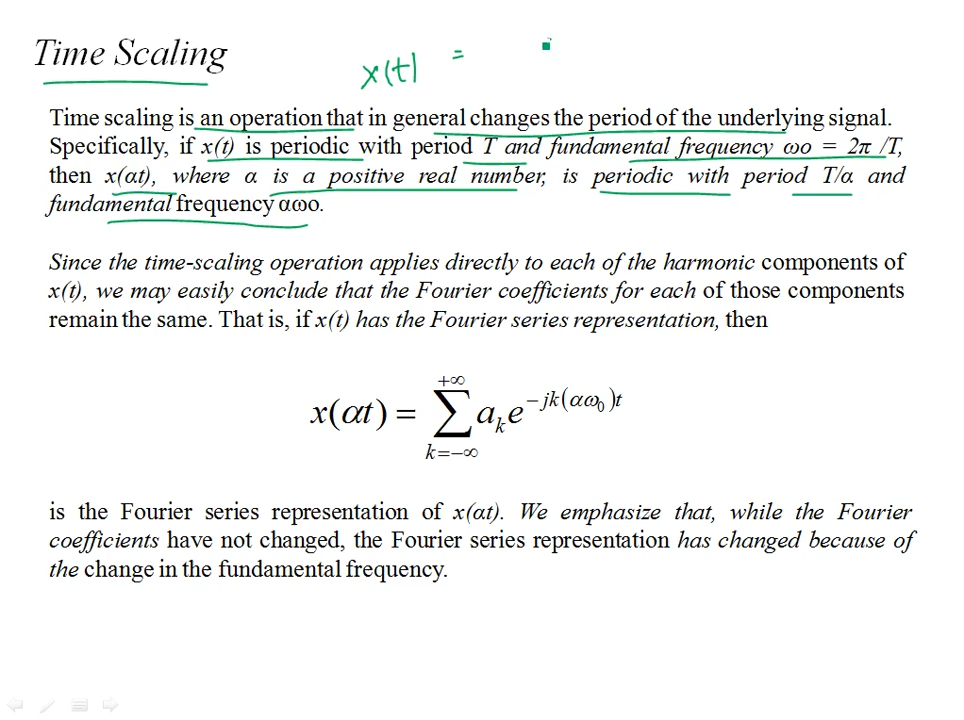 Time Scaling
x(t) =
Time scaling is an operation that in general changes the period of the underlying signal.
Specifically, if x(t) is periodic with period T and fundamental frequency ωo = 2π /T,
then x(αt), where α is a positive real number, is periodic with period T/α and
fundamental frequency αωo.
Since the time-scaling operation applies directly to each of the harmonic components of
x(t), we may easily conclude that the Fourier coefficients for each of those components
remain the same. That is, if x(t) has the Fourier series representation, then
x(αt) = ∑_{k=−∞}^{+∞} a_k e^{−jk(αω₀)t}
is the Fourier series representation of x(αt). We emphasize that, while the Fourier
coefficients have not changed, the Fourier series representation has changed because of
the change in the fundamental frequency.